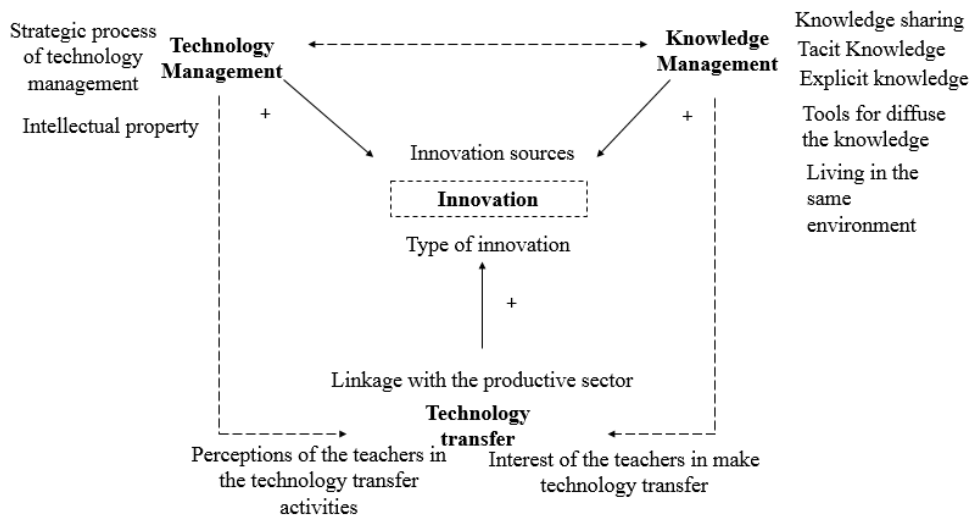 Strategic process
of technology
management
Intellectual property
Technology
Management
+
Knowledge
Management
+
Knowledge sharing
Tacit Knowledge
Explicit knowledge
Tools for diffuse
the knowledge
Living in the
same
environment
Innovation sources
Innovation
Type of innovation
+
Linkage with the productive sector
Technology
transfer
Perceptions of the teachers in
the technology transfer
activities
Interest of the teachers in make
technology transfer